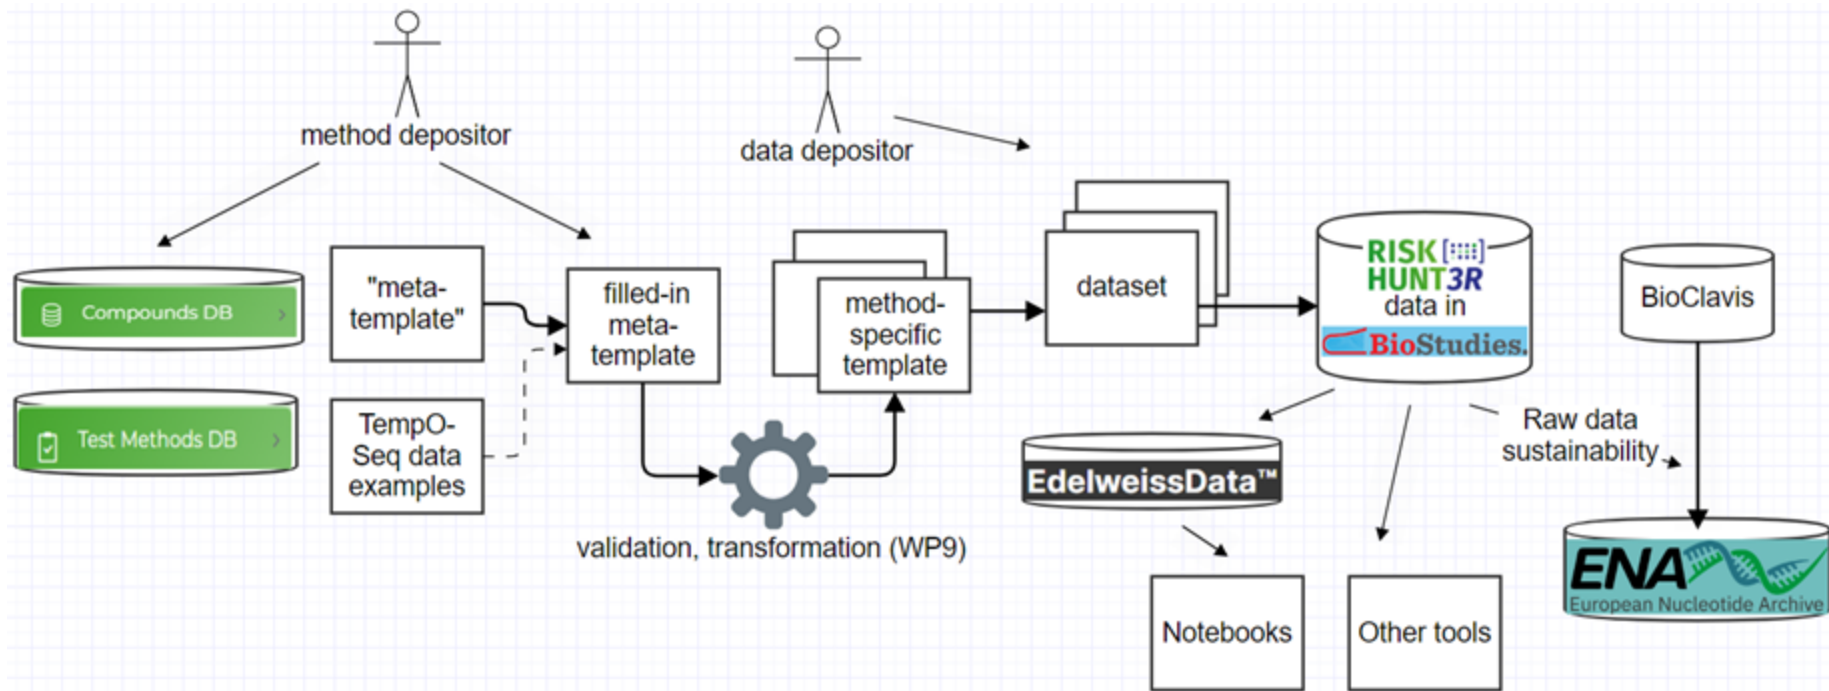 method depositor
data depositor
Compounds DB
Test Methods DB
"meta-
template"
TempO-
Seq data
examples
filled-in
meta-
template
validation, transformation (WP9)
method-
specific
template
dataset
RISK
HUNT3R
data in
BioStudies.
EdelweissData™
Notebooks
Other tools
Raw data
sustainability
BioClavis
ENA
European Nucleotide Archive